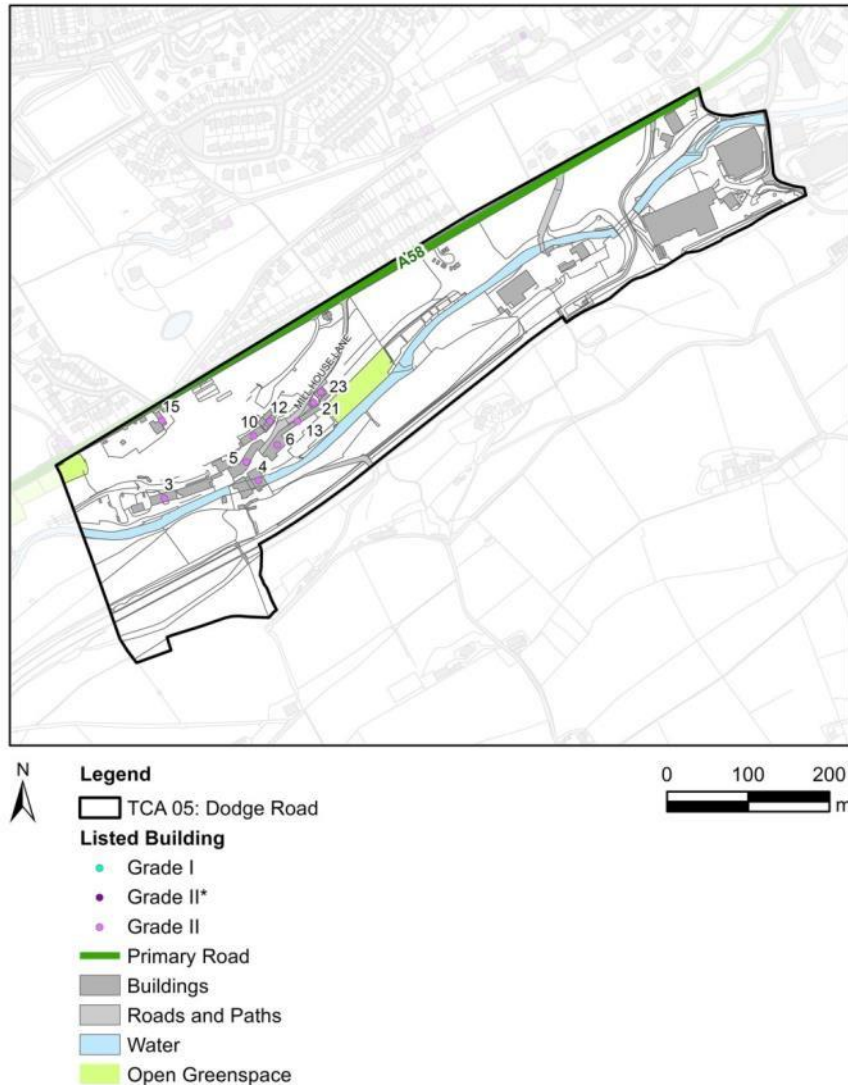 A58
MILL HOUSE LANE
23
21
12
15
10
13
6
5
4
3
N
Legend
0 100 200
m
TCA 05: Dodge Road
Listed Building
Grade I
Grade II*
Grade II
Primary Road
Buildings
Roads and Paths
Water
Open Greenspace